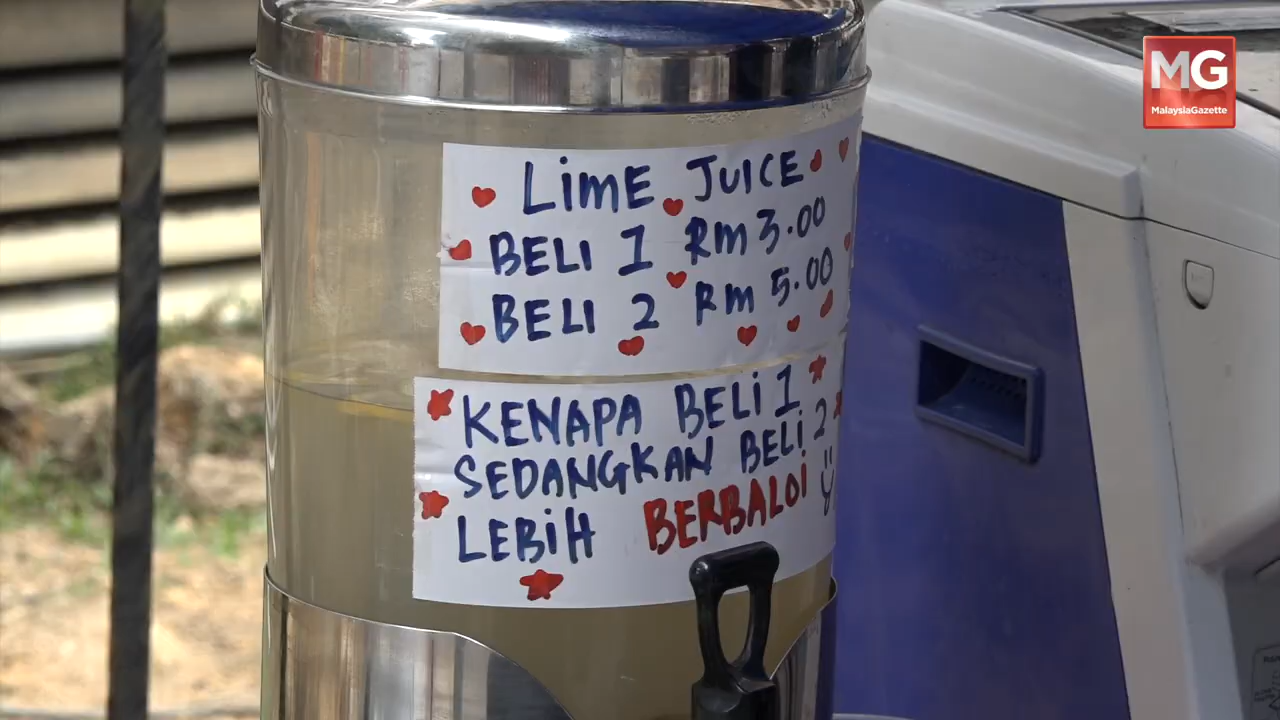 MG
MalaysiaGazette
LiME JUICE
BELI 1 Rm 3.00
BELI 2 Rm 5.00
KENAPA BELi 1
SEDANGKAN BELi 2
LEBiH BERBALOi